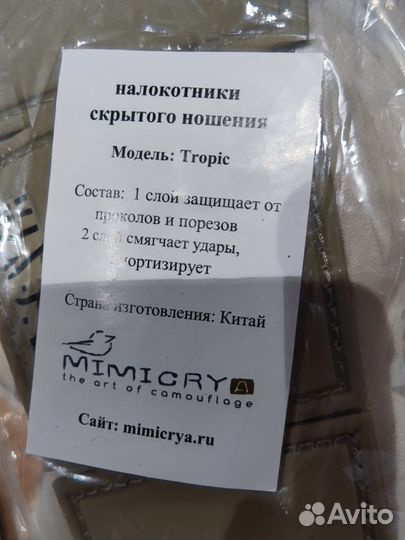 налокотники
скрытого ношения
Модель: Tropic
Состав: 1 слой защищает от
проколов и порезов
2 слой смягчает удары,
амортизирует
Страна изготовления: Китай
MIMICRYA
the art of camouflage
Сайт: mimicrya.ru
Avito